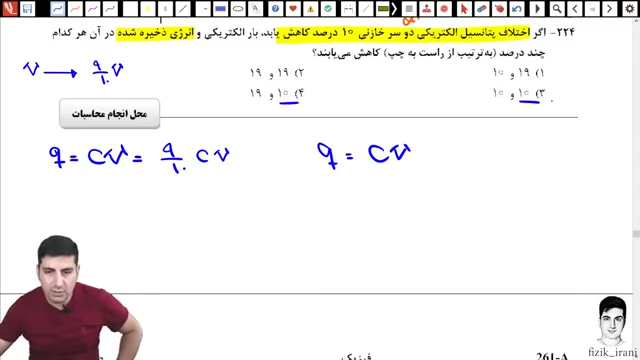 ۲۲۴- اگر اختلاف پتانسیل الکتریکی دو سر خازنی ۱۰ درصد کاهش یابد، بار الکتریکی و انرژی ذخیره شده در آن هر کدام
چند درصد (به‌ترتیب از راست به چپ) کاهش می‌یابند؟
۱) ۱۹ و ۱۰
۲) ۱۹ و ۱۹
۳) ۱۰ و ۱۰
۴) ۱۰ و ۱۹
V → ۹/۱۰ V
محل انجام محاسبات
q = CV = ۹/۱۰ CV
q = CV
fizik_irani
فیزیک
261-A